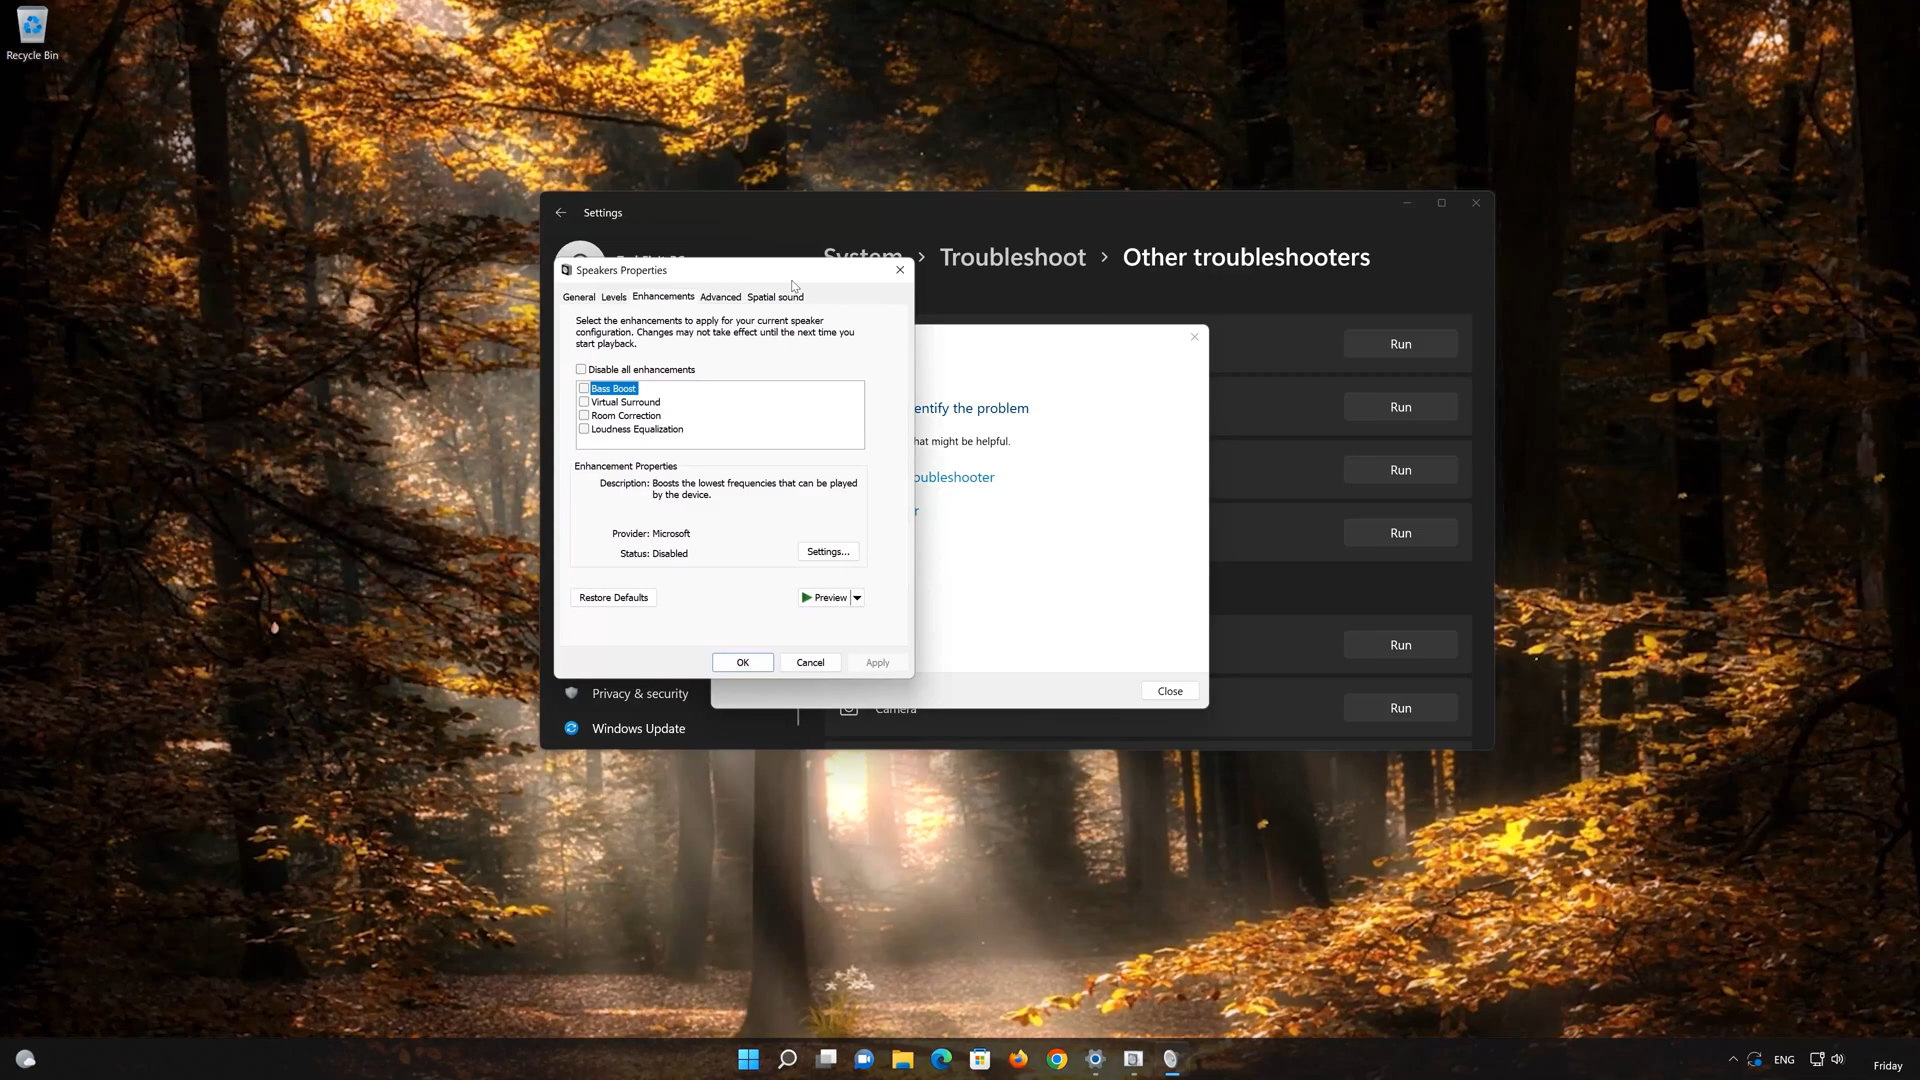 Recycle Bin
Settings
System › Troubleshoot › Other troubleshooters
Speakers Properties
General Levels Enhancements Advanced Spatial sound
Select the enhancements to apply for your current speaker
configuration. Changes may not take effect until the next time you
start playback.
Disable all enhancements
Bass Boost
Virtual Surround
Room Correction
Loudness Equalization
Enhancement Properties
Description: Boosts the lowest frequencies that can be played
by the device.
Provider: Microsoft
Status: Disabled
Settings...
Restore Defaults
Preview
OK
Cancel
Apply
entify the problem
hat might be helpful.
oubleshooter
r
Close
Run
Run
Run
Run
Run
Camera
Run
Privacy & security
Windows Update
ENG
Friday